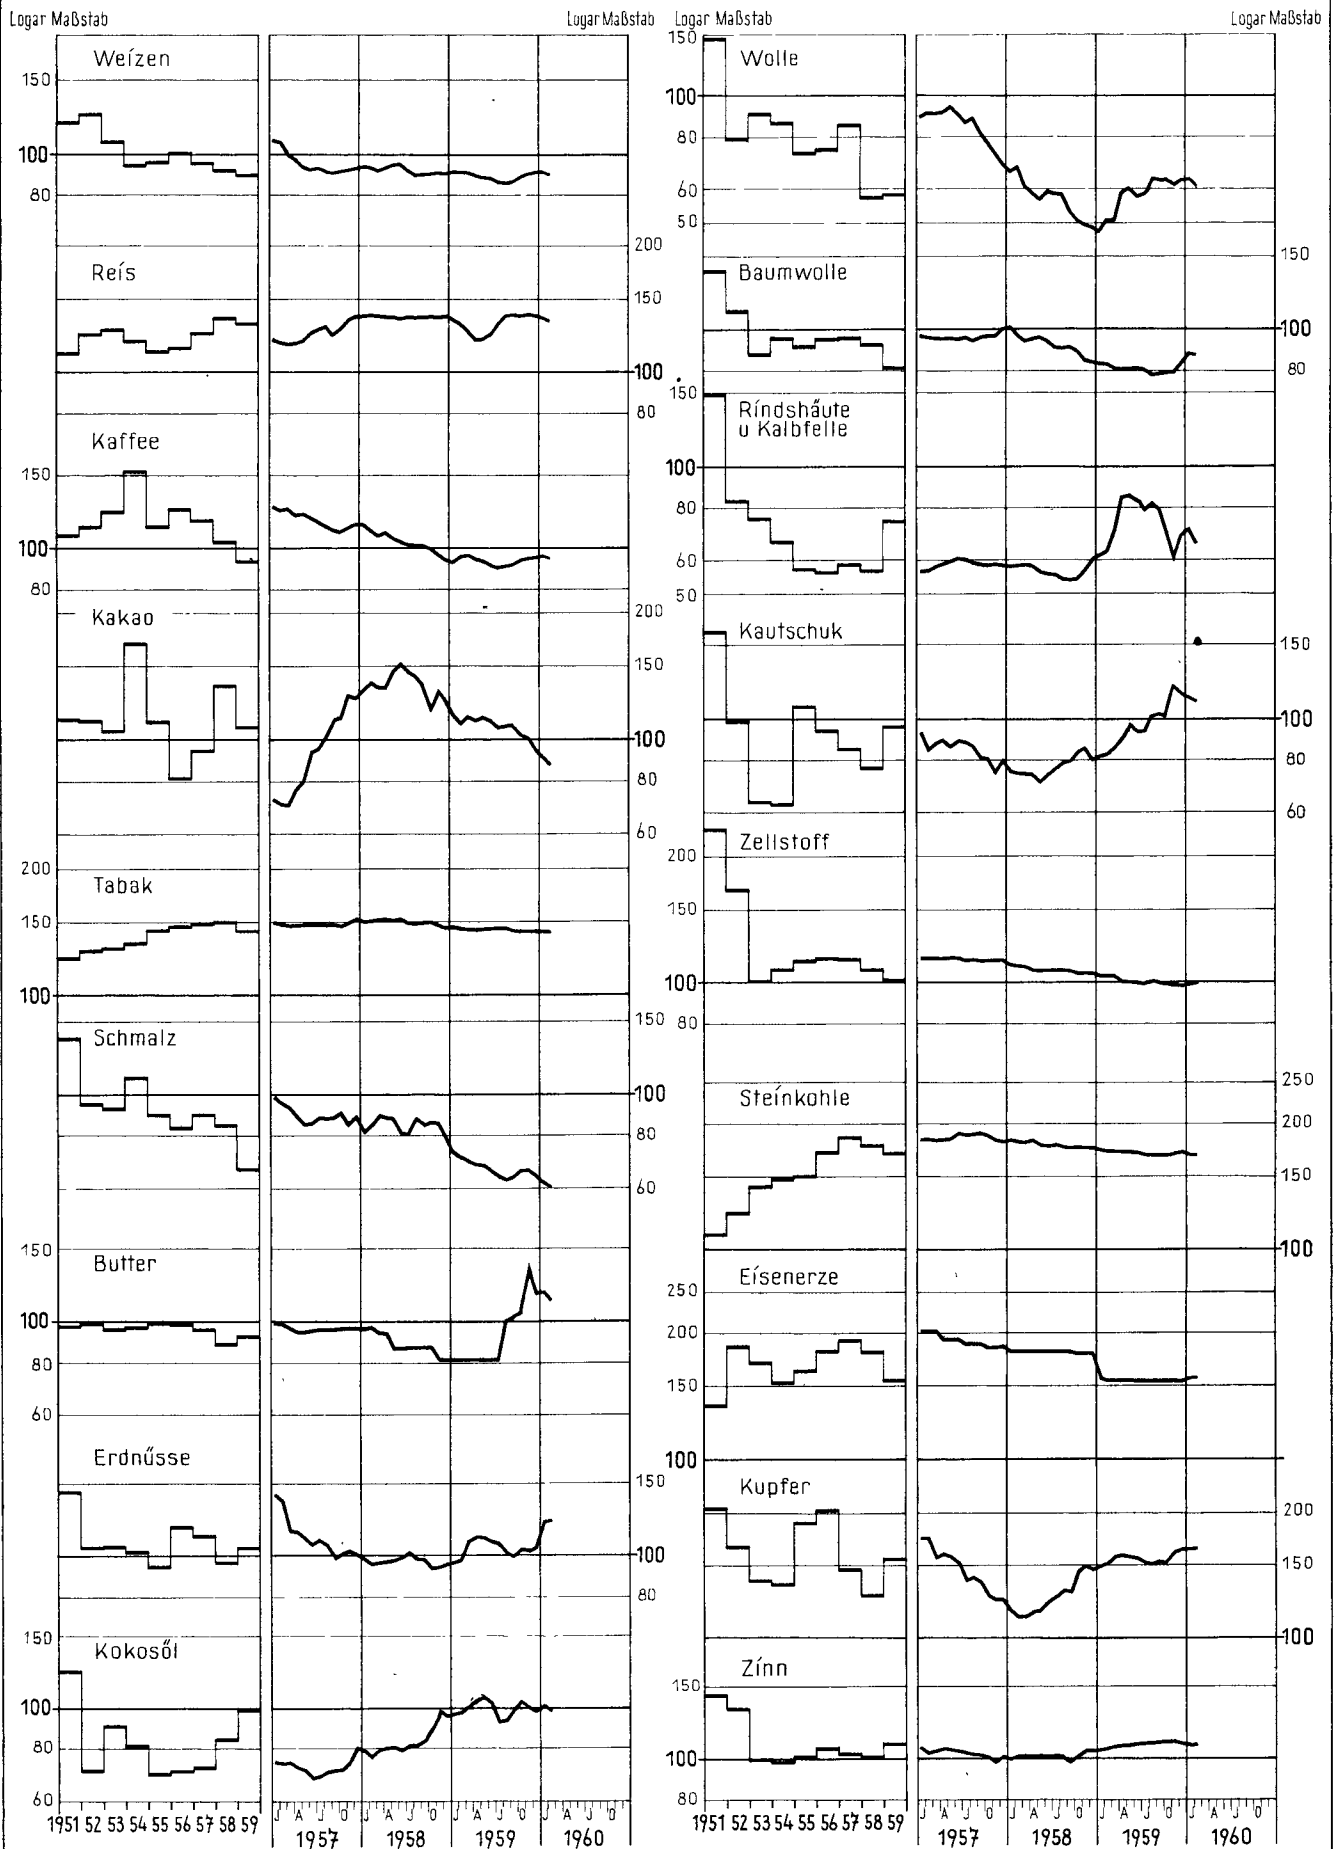 Logar Maßstab
Logar Maßstab
Weizen
150
100
80
200
Reis
150
100
80
Kaffee
150
100
80
200
Kakao
150
100
80
60
200
Tabak
150
100
150
Schmalz
100
80
60
150
Butter
100
80
60
Erdnüsse
150
100
80
150
Kokosöl
100
80
60
1951 52 53 54 55 56 57 58 59
J A J O J A J O J A J O J A J O
1957 1958 1959 1960
Logar Maßstab
Logar Maßstab
150
Wolle
100
80
60
50
150
Baumwolle
100
80
150
Rindshäute
u Kalbfelle
100
80
60
50
Kautschuk
150
100
80
60
Zellstoff
200
150
100
80
250
Steinkohle
200
150
100
Eisenerze
250
200
150
100
Kupfer
200
150
100
Zinn
150
100
80
1951 52 53 54 55 56 57 58 59
J A J O J A J O J A J O J A J O
1957 1958 1959 1960